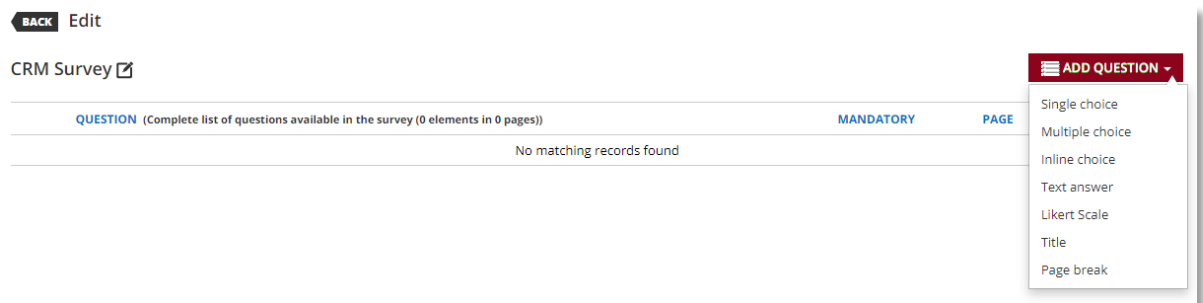 BACK Edit
CRM Survey
ADD QUESTION
QUESTION (Complete list of questions available in the survey (0 elements in 0 pages)) MANDATORY PAGE
No matching records found
Single choice
Multiple choice
Inline choice
Text answer
Likert Scale
Title
Page break